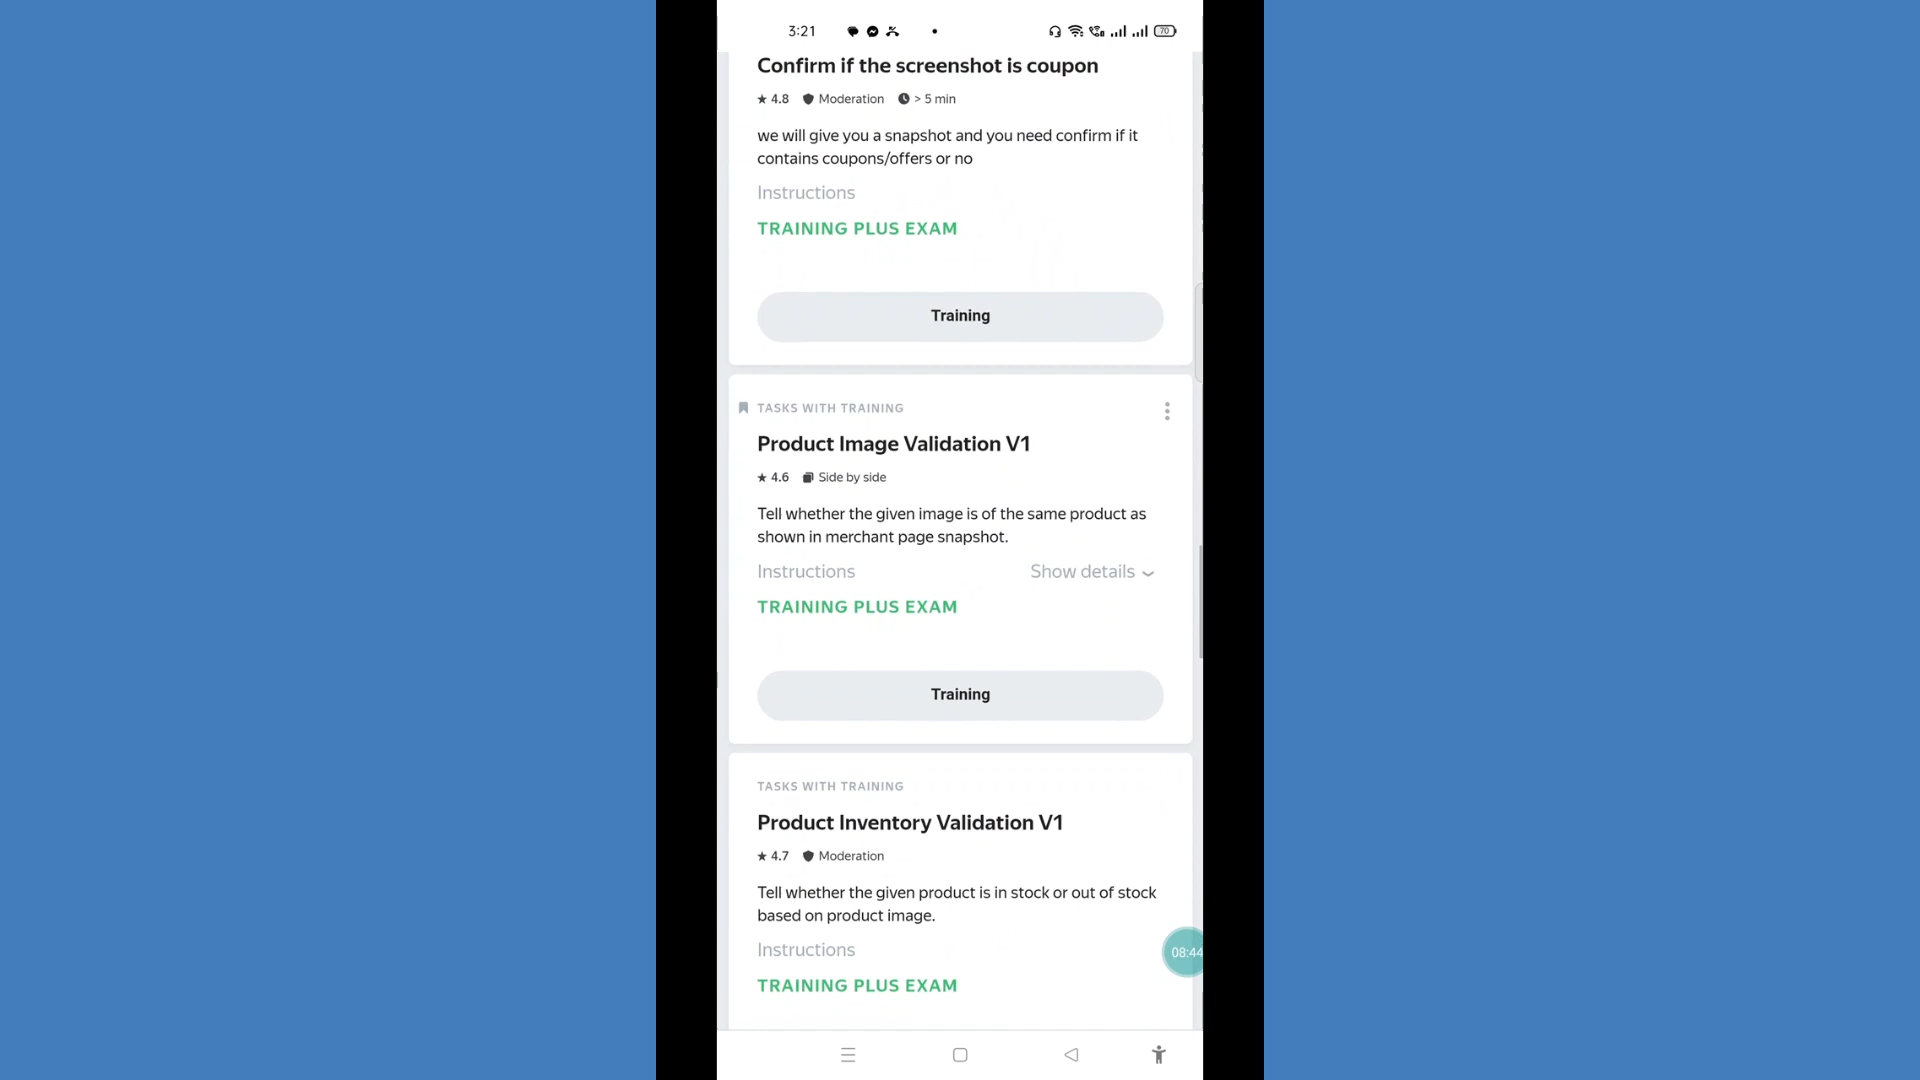 3:21
70
Confirm if the screenshot is coupon
4.8 Moderation > 5 min
we will give you a snapshot and you need confirm if it
contains coupons/offers or no
Instructions
TRAINING PLUS EXAM
Training
TASKS WITH TRAINING
Product Image Validation V1
4.6 Side by side
Tell whether the given image is of the same product as
shown in merchant page snapshot.
Instructions Show details
TRAINING PLUS EXAM
Training
TASKS WITH TRAINING
Product Inventory Validation V1
4.7 Moderation
Tell whether the given product is in stock or out of stock
based on product image.
Instructions
08:44
TRAINING PLUS EXAM